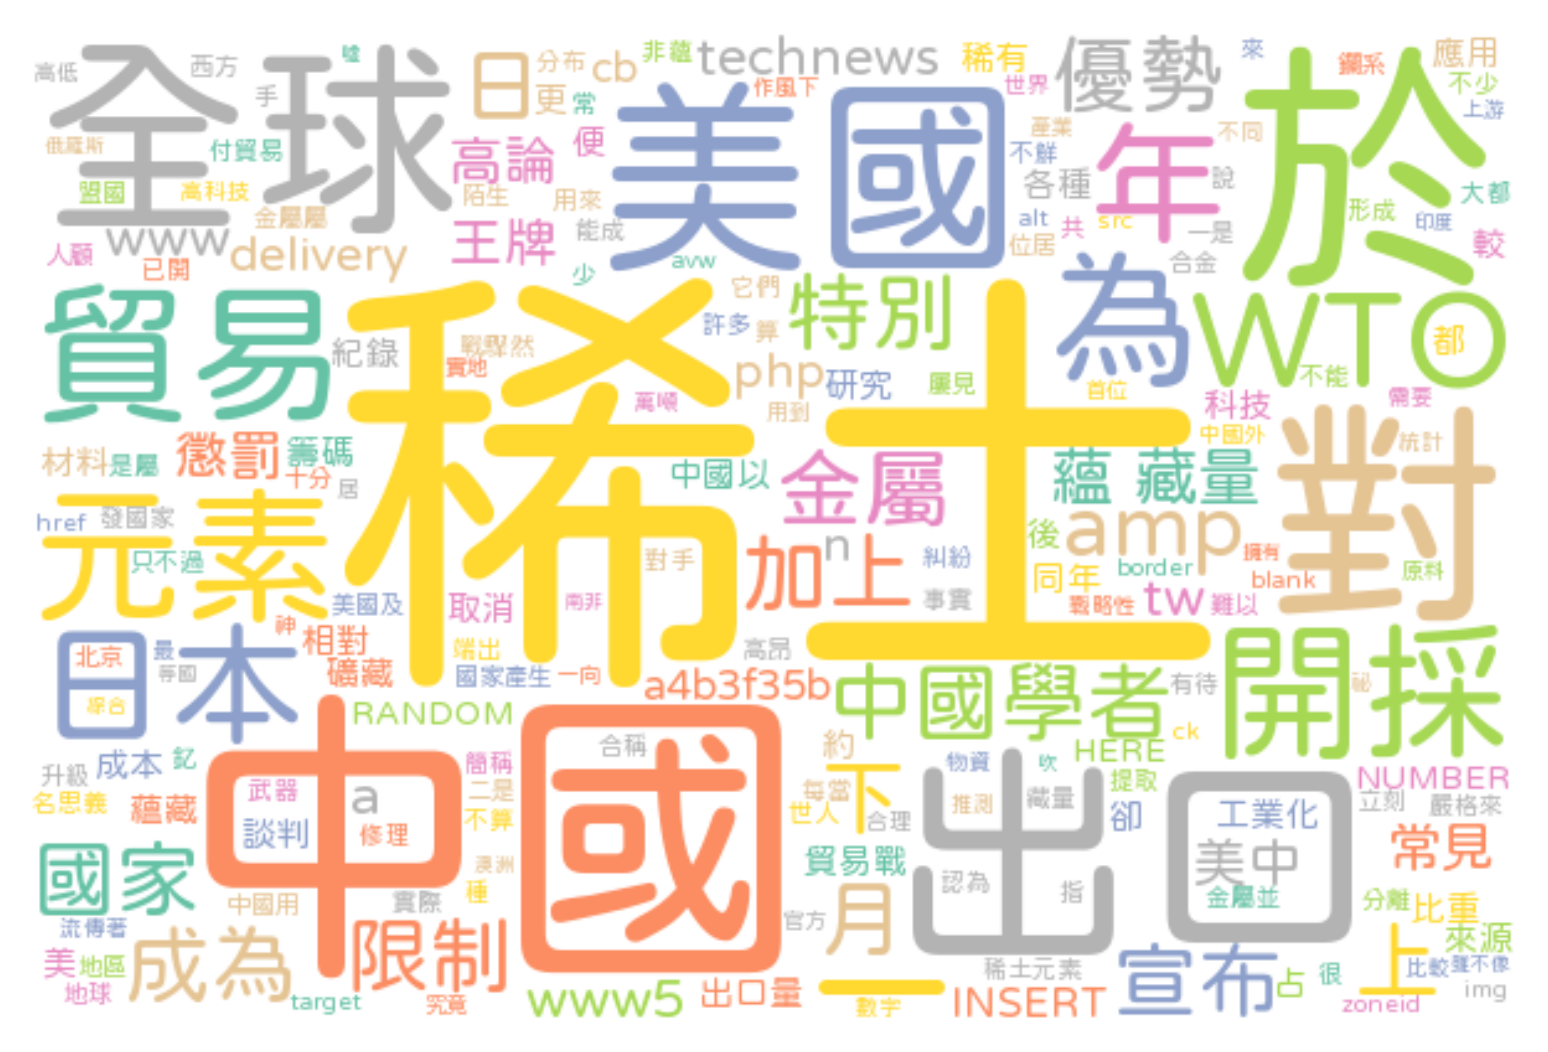 全球
美國
於
稀土
中國
貿易
為
WTO
對
元素
日本
出口
開採
年
優勢
technews
稀有
鑭系
應用
不少
上游
世界
來
高低
西方
噓
手
日
分布
更
常
cb
非蘊
作風下
俄羅斯
付貿易
盟國
高科技
金屬屬
www
delivery
人顧
已開
高論
便
陌生
用來
王牌
能成
少
avw
產業
不鮮
各種
alt
共
src
位居
一是
合金
不同
說
大都
形成
印度
較
都
不能
紀錄
戰驟然
實地
它們
許多
算
特別
php
研究
屢見
用到
萬噸
首位
科技
需要
中國外
統計
材料
是屬
懲罰
籌碼
十分
居
中國以
金屬
蘊 藏量
amp
後
擁有
原料
href
發國家
只不過
對手
加上
n
糾紛
事實
同年
border
blank
戰略性
tw
難以
美國及
取消
南非
神
相對
礦藏
端出
國家產生
一向
高昂
a4b3f35b
北京
最
等國
綜合
RANDOM
中國學者
有待
祕
ck
HERE
升級
成本
釔
名思義
蘊藏
武器
談判
a
修理
簡稱
二是
不算
合稱
約
每當
下
世人
合理
物資
吹
提取
推測
藏量
卻
NUMBER
立刻
嚴格來
工業化
美中
金屬並
常見
國家
中國用
實際
澳洲
種
貿易戰
認為
指
月
官方
流傳著
美
地區
地球
成為
target
限制
究竟
www5
出口量
一
數字
稀土元素
INSERT
宣布
占
很
分離
比重
上
來源
比較
雖不像
img
zoneid